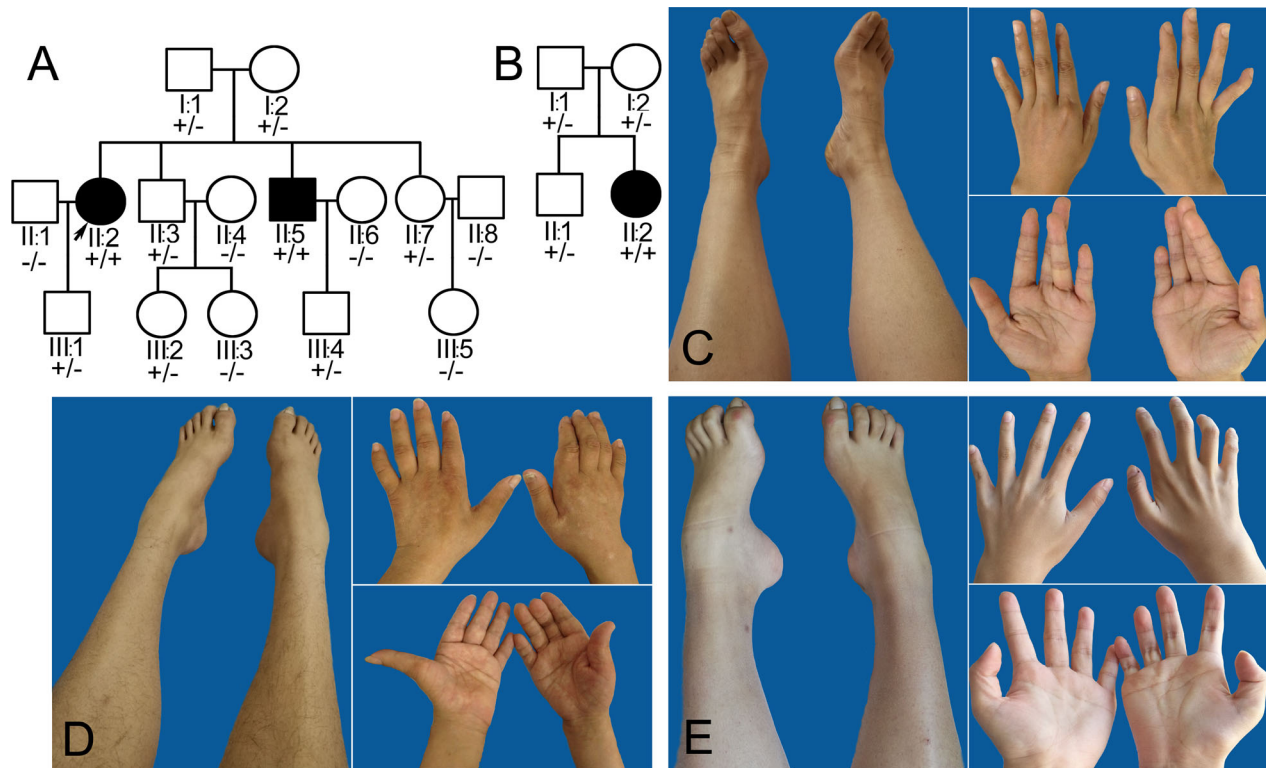 A
B
I:1
I:2
+/-
+/-
I:1
I:2
+/-
+/-
II:1
II:2
II:3
II:4
II:5
II:6
II:7
II:8
-/-
+/+
+/-
-/-
+/+
-/-
+/-
-/-
II:1
II:2
+/-
+/+
III:1
III:2
III:3
III:4
III:5
+/-
+/-
-/-
+/-
-/-
C
D
E